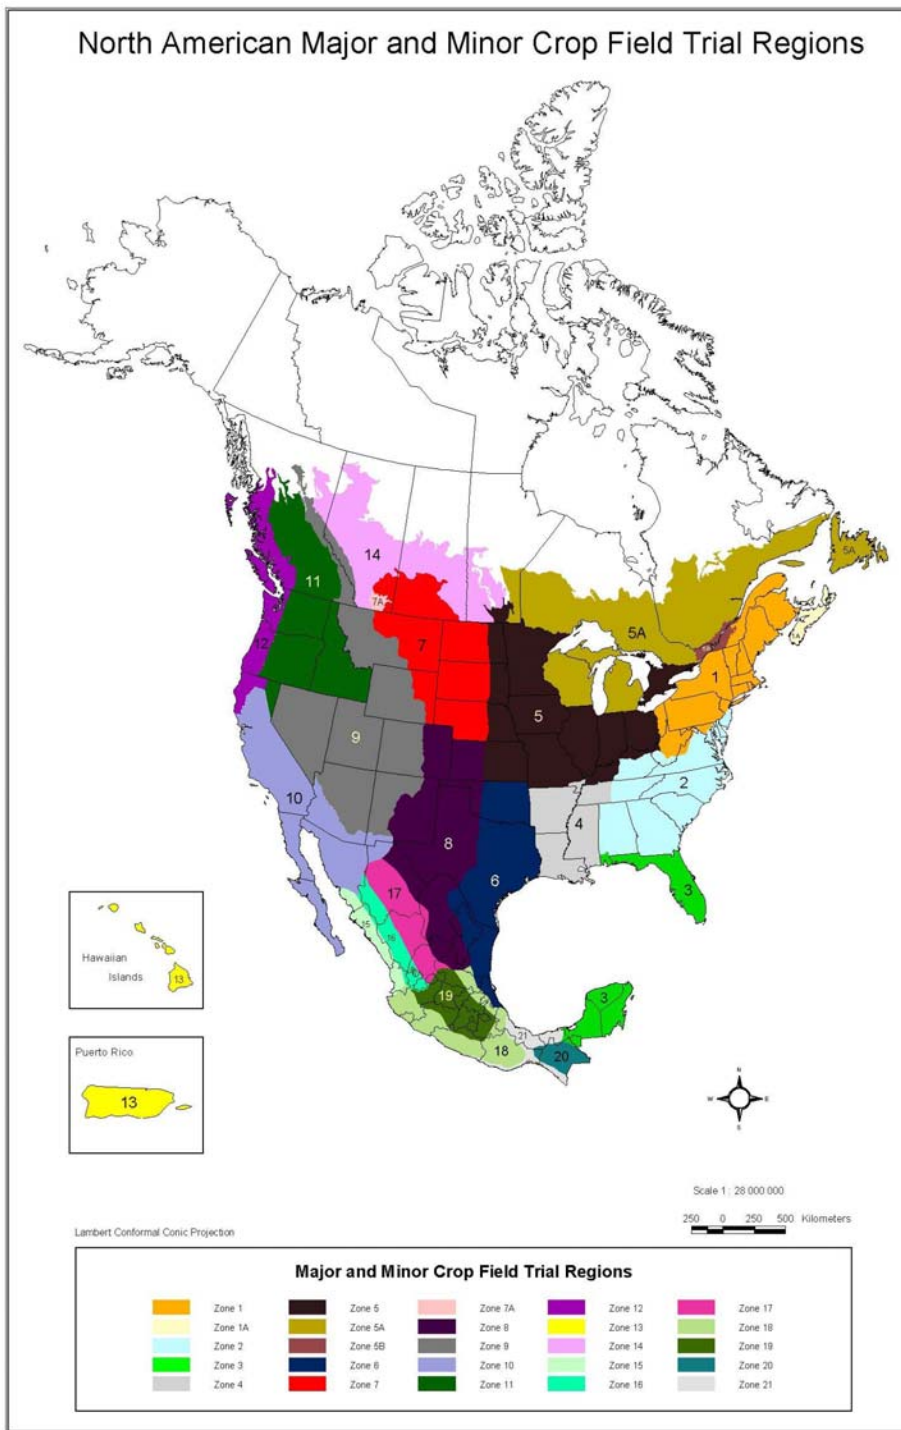 North American Major and Minor Crop Field Trial Regions
14
11
7A
7
12
5A
5A
1A
1
5
9
2
10
4
8
6
3
17
15
16
19
3
21
18
20
Hawaiian
Islands
13
Puerto Rico
13
N
W E
S
Scale 1 : 28 000 000
250 0 250 500 Kilometers
Lambert Conformal Conic Projection
Major and Minor Crop Field Trial Regions
Zone 1 Zone 5 Zone 7A Zone 12 Zone 17
Zone 1A Zone 5A Zone 8 Zone 13 Zone 18
Zone 2 Zone 5B Zone 9 Zone 14 Zone 19
Zone 3 Zone 6 Zone 10 Zone 15 Zone 20
Zone 4 Zone 7 Zone 11 Zone 16 Zone 21